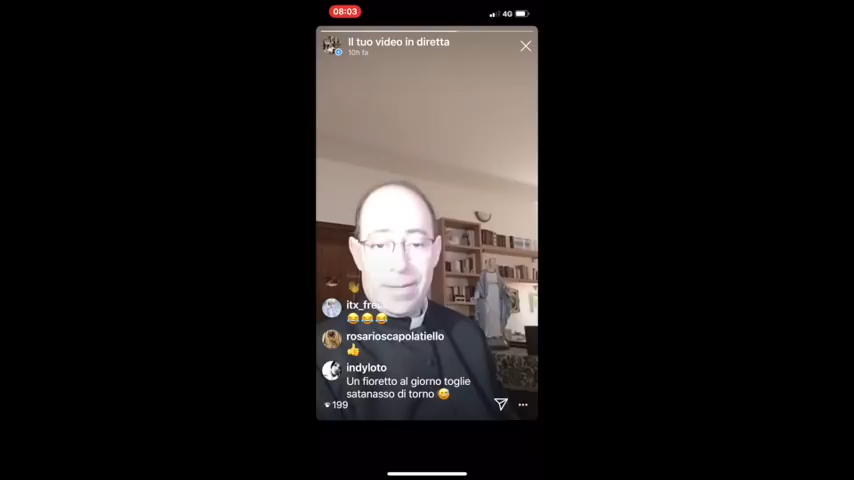 08:03
4G
Il tuo video in diretta
10h fa
itx_fre
😂😂😂
rosarioscapolatiello
👍
indyloto
Un fioretto al giorno toglie
satanasso di torno 😅
199